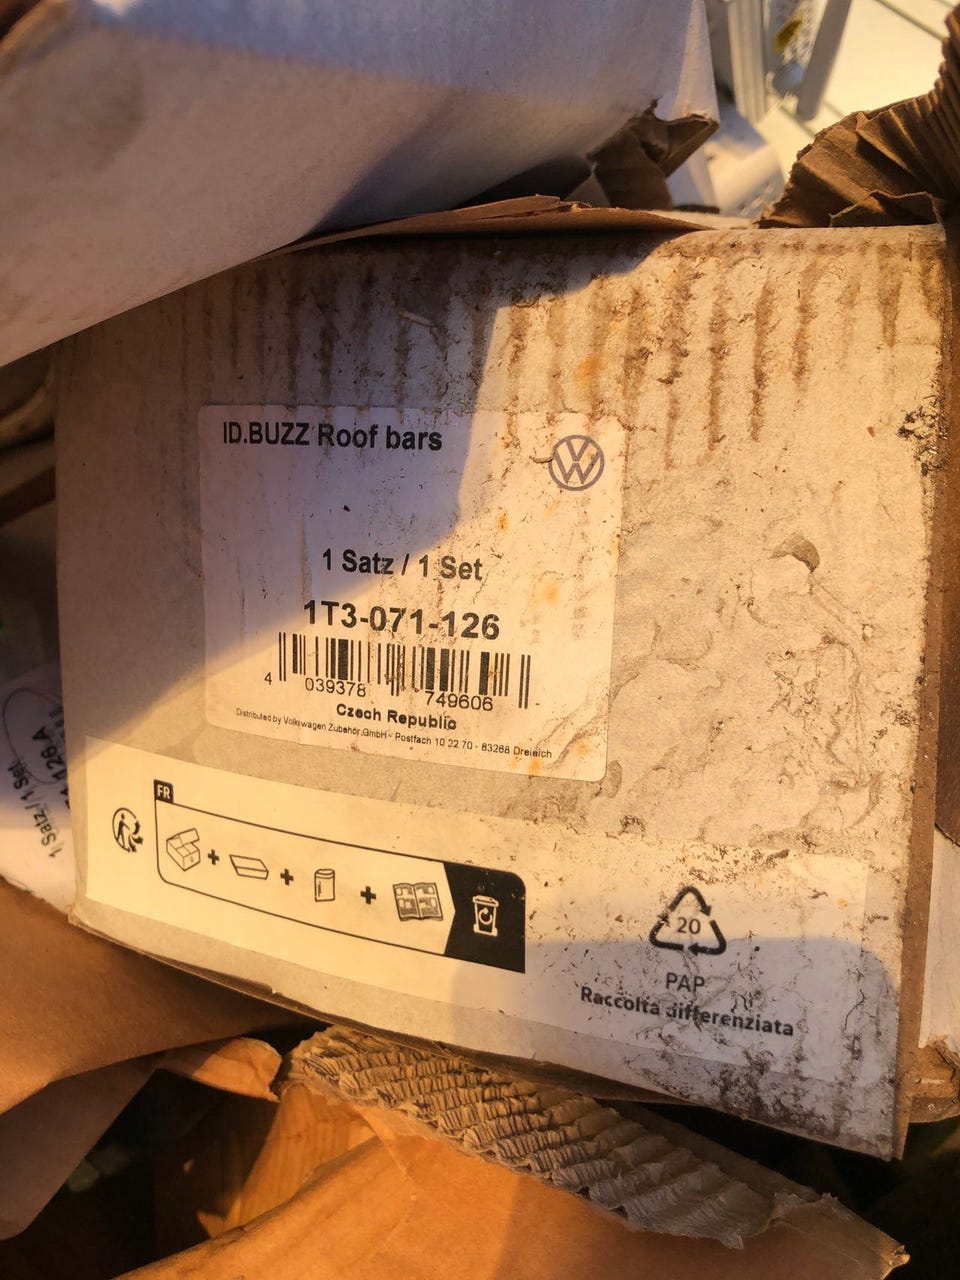 ID.BUZZ Roof bars
1 Satz / 1 Set
1T3-071-126
4 039378 749606
Czech Republic
Distributed by Volkswagen Zubehör GmbH - Postfach 10 22 70 - 63268 Dreieich
FR
20
PAP
Raccolta differenziata
1 Satz / 1 Set